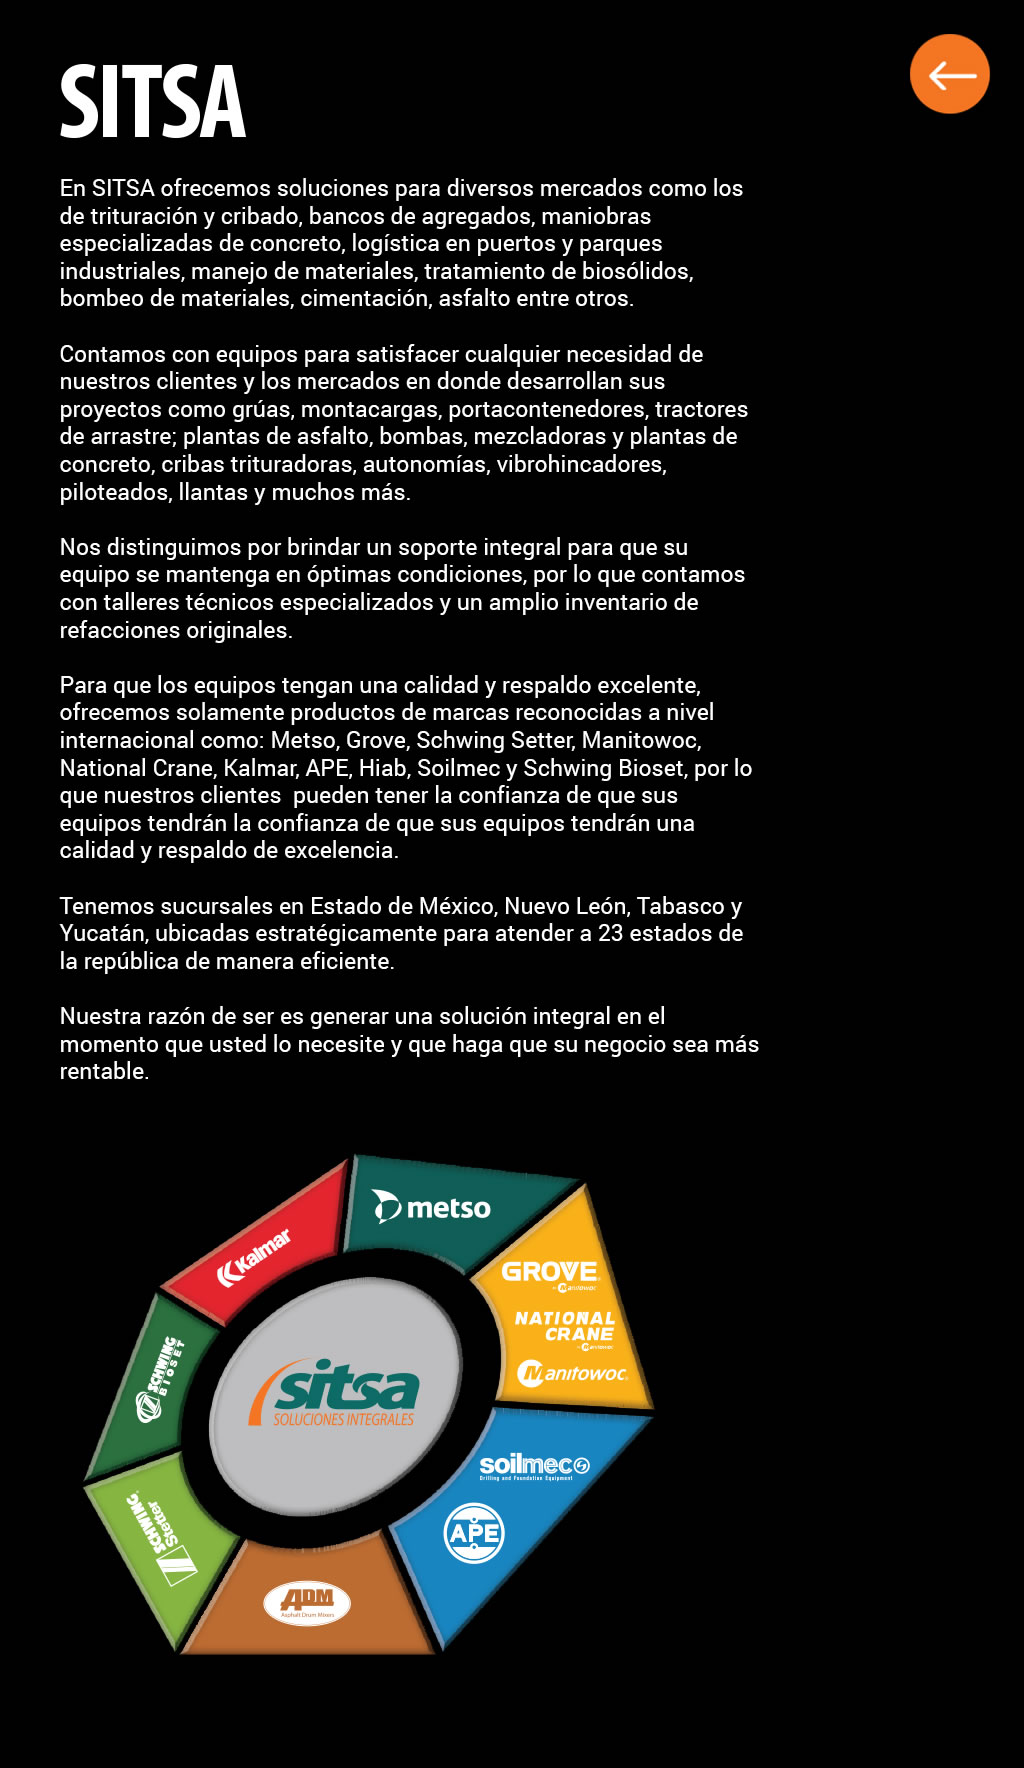 SITSA
En SITSA ofrecemos soluciones para diversos mercados como los
de trituración y cribado, bancos de agregados, maniobras
especializadas de concreto, logística en puertos y parques
industriales, manejo de materiales, tratamiento de biosólidos,
bombeo de materiales, cimentación, asfalto entre otros.
Contamos con equipos para satisfacer cualquier necesidad de
nuestros clientes y los mercados en donde desarrollan sus
proyectos como grúas, montacargas, portacontenedores, tractores
de arrastre; plantas de asfalto, bombas, mezcladoras y plantas de
concreto, cribas trituradoras, autonomías, vibrohincadores,
piloteados, llantas y muchos más.
Nos distinguimos por brindar un soporte integral para que su
equipo se mantenga en óptimas condiciones, por lo que contamos
con talleres técnicos especializados y un amplio inventario de
refacciones originales.
Para que los equipos tengan una calidad y respaldo excelente,
ofrecemos solamente productos de marcas reconocidas a nivel
internacional como: Metso, Grove, Schwing Setter, Manitowoc,
National Crane, Kalmar, APE, Hiab, Soilmec y Schwing Bioset, por lo
que nuestros clientes  pueden tener la confianza de que sus
equipos tendrán la confianza de que sus equipos tendrán una
calidad y respaldo de excelencia.
Tenemos sucursales en Estado de México, Nuevo León, Tabasco y
Yucatán, ubicadas estratégicamente para atender a 23 estados de
la república de manera eficiente.
Nuestra razón de ser es generar una solución integral en el
momento que usted lo necesite y que haga que su negocio sea más
rentable.
metso
Kalmar
GROVE
by Manitowoc
NATIONAL
CRANE
by Manitowoc
Manitowoc
SCHWING
BIOSET
sitsa
SOLUCIONES INTEGRALES
soilmec
Drilling and Foundation Equipment
APE
SCHWING
Stetter
ADM
Asphalt Drum Mixers